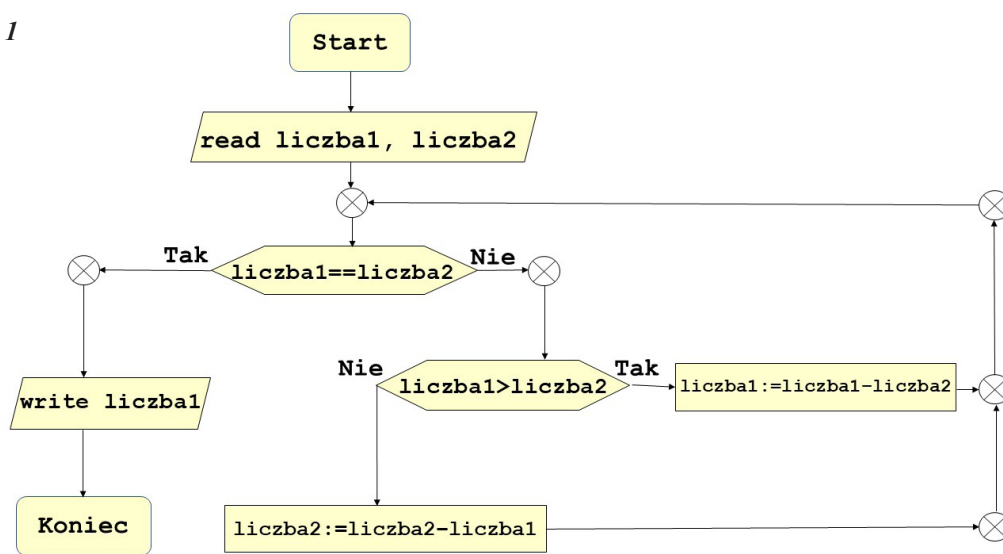 1
Start
read liczba1, liczba2
Tak
liczba1==liczba2
Nie
Nie
liczba1>liczba2
Tak
liczba1:=liczba1-liczba2
write liczba1
Koniec
liczba2:=liczba2-liczba1